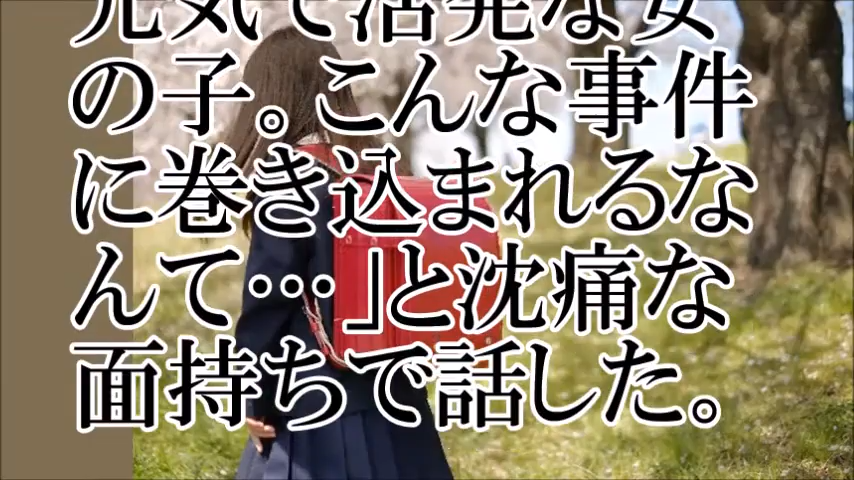 元気で活発な女
の子。こんな事件
に巻き込まれるな
んて…」と沈痛な
面持ちで話した。